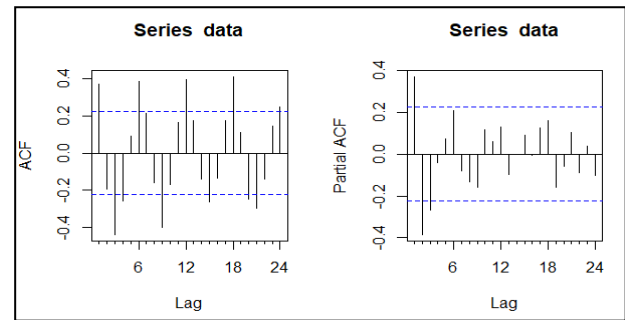 Series data
ACF
0.4
0.2
0.0
-0.2
-0.4
6 12 18 24
Lag
Series data
Partial ACF
0.4
0.2
0.0
-0.2
-0.4
6 12 18 24
Lag